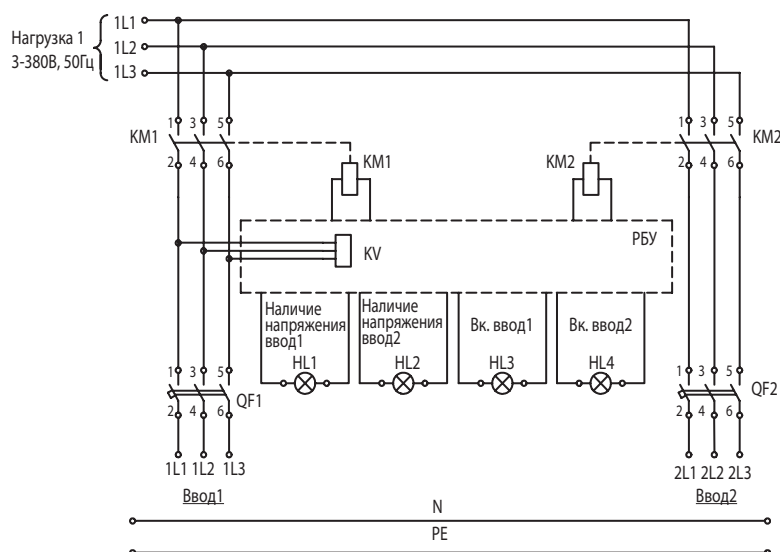 1L1
Нагрузка 1
1L2
3-380В, 50Гц
1L3
1 3 5
1 3 5
KM1
KM1
KM2
KM2
2 4 6
2 4 6
РБУ
KV
Наличие
напряжения
ввод1
Наличие
напряжения
ввод2
Вк. ввод1
Вк. ввод2
HL1
HL2
HL3
HL4
1 3 5
1 3 5
QF1
QF2
2 4 6
2 4 6
1L1 1L2 1L3
2L1 2L2 2L3
Ввод1
Ввод2
N
PE